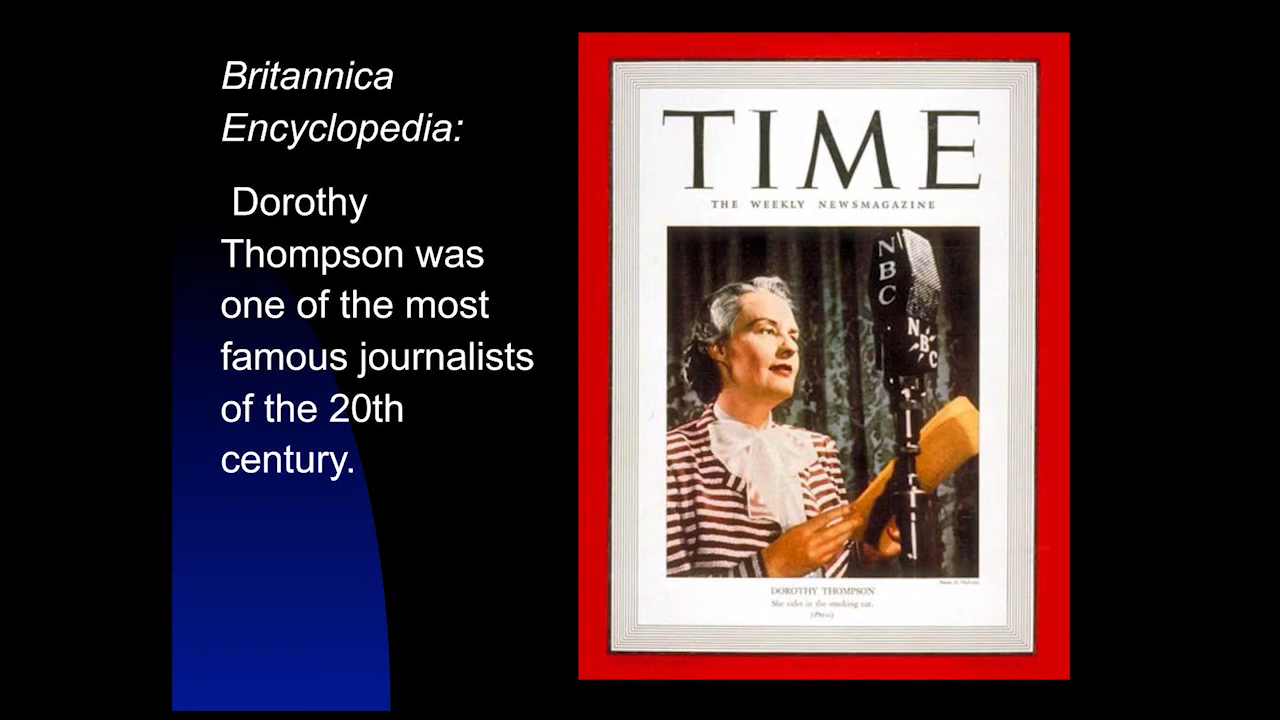 Britannica
Encyclopedia:
Dorothy
Thompson was
one of the most
famous journalists
of the 20th
century.
TIME
THE WEEKLY NEWSMAGAZINE
NBC
NBC
DOROTHY THOMPSON
She rides in the smoking car.
(Press)